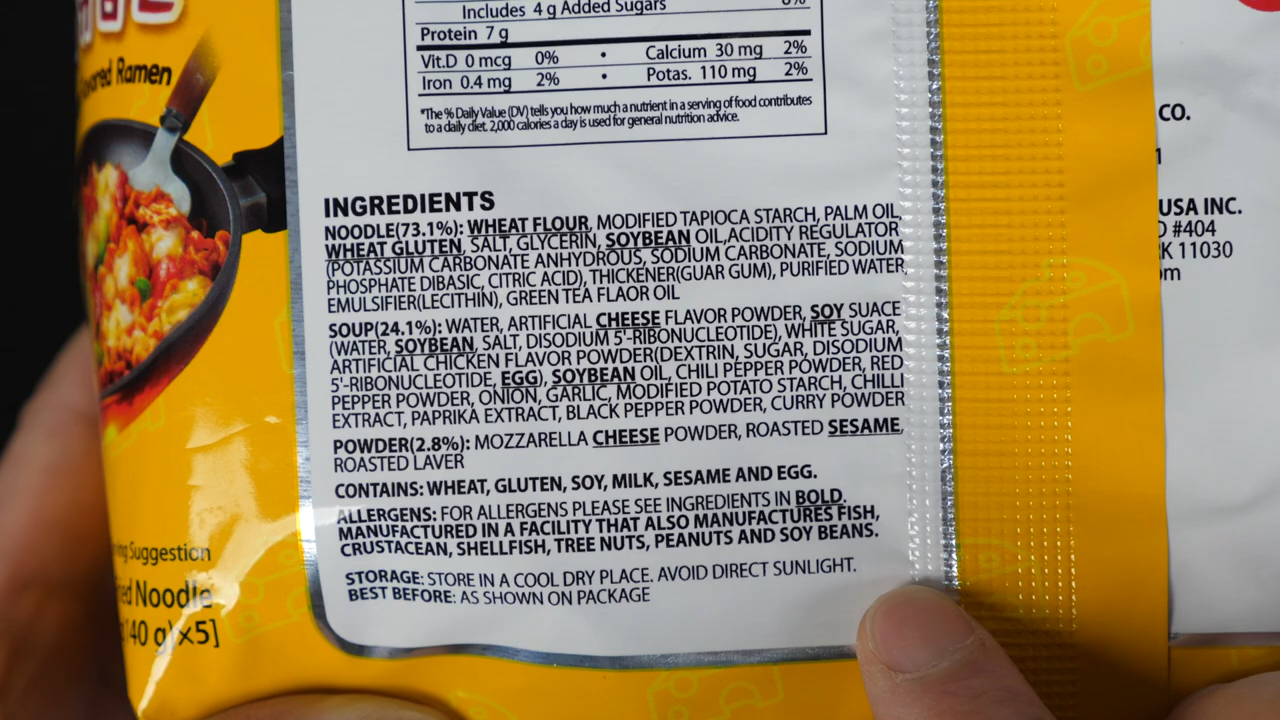 Includes 4 g Added Sugars 8%
Protein 7 g
Vit.D 0 mcg 0% • Calcium 30 mg 2%
Iron 0.4 mg 2% • Potas. 110 mg 2%
*The % Daily Value (DV) tells you how much a nutrient in a serving of food contributes
to a daily diet. 2,000 calories a day is used for general nutrition advice.
INGREDIENTS
NOODLE(73.1%): WHEAT FLOUR, MODIFIED TAPIOCA STARCH, PALM OIL,
WHEAT GLUTEN, SALT, GLYCERIN, SOYBEAN OIL,ACIDITY REGULATOR
(POTASSIUM CARBONATE ANHYDROUS, SODIUM CARBONATE, SODIUM
PHOSPHATE DIBASIC, CITRIC ACID), THICKENER(GUAR GUM), PURIFIED WATER,
EMULSIFIER(LECITHIN), GREEN TEA FLAOR OIL
SOUP(24.1%): WATER, ARTIFICIAL CHEESE FLAVOR POWDER, SOY SUACE
(WATER, SOYBEAN, SALT, DISODIUM 5'-RIBONUCLEOTIDE), WHITE SUGAR,
ARTIFICIAL CHICKEN FLAVOR POWDER(DEXTRIN, SUGAR, DISODIUM
5'-RIBONUCLEOTIDE, EGG), SOYBEAN OIL, CHILI PEPPER POWDER, RED
PEPPER POWDER, ONION, GARLIC, MODIFIED POTATO STARCH, CHILLI
EXTRACT, PAPRIKA EXTRACT, BLACK PEPPER POWDER, CURRY POWDER
POWDER(2.8%): MOZZARELLA CHEESE POWDER, ROASTED SESAME,
ROASTED LAVER
CONTAINS: WHEAT, GLUTEN, SOY, MILK, SESAME AND EGG.
ALLERGENS: FOR ALLERGENS PLEASE SEE INGREDIENTS IN BOLD.
MANUFACTURED IN A FACILITY THAT ALSO MANUFACTURES FISH,
CRUSTACEAN, SHELLFISH, TREE NUTS, PEANUTS AND SOY BEANS.
STORAGE: STORE IN A COOL DRY PLACE. AVOID DIRECT SUNLIGHT.
BEST BEFORE: AS SHOWN ON PACKAGE
Ramen
Suggestion
Noodle
140 g)×5]
CO.
1
USA INC.
#404
11030